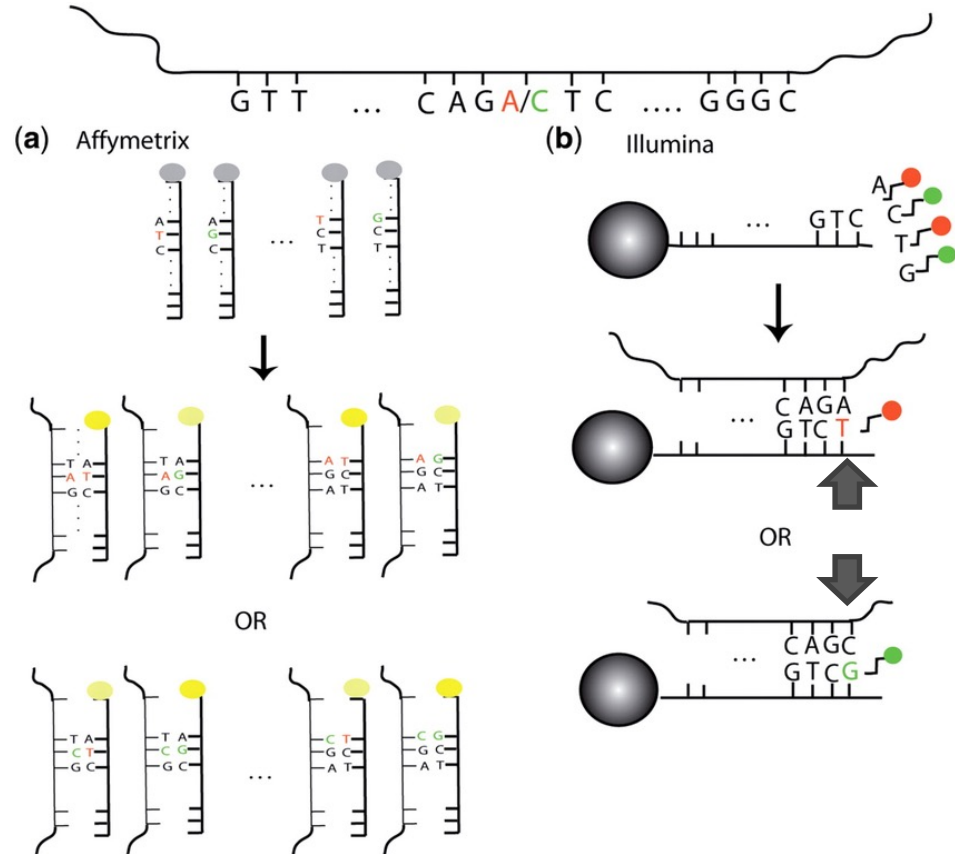 G T T ... C A G A/C T C .... G G G C
(a) Affymetrix
A A T G
T G ... C C
C C T T
T A T A A T A G
A T A G ... G C G C
G C G C A T A T
OR
T A T A C T C G
C T C G G C G C
G C G C ... A T A T
(b) Illumina
... G T C A C T G
C A G A
... G T C T
OR
C A G C
... G T C G